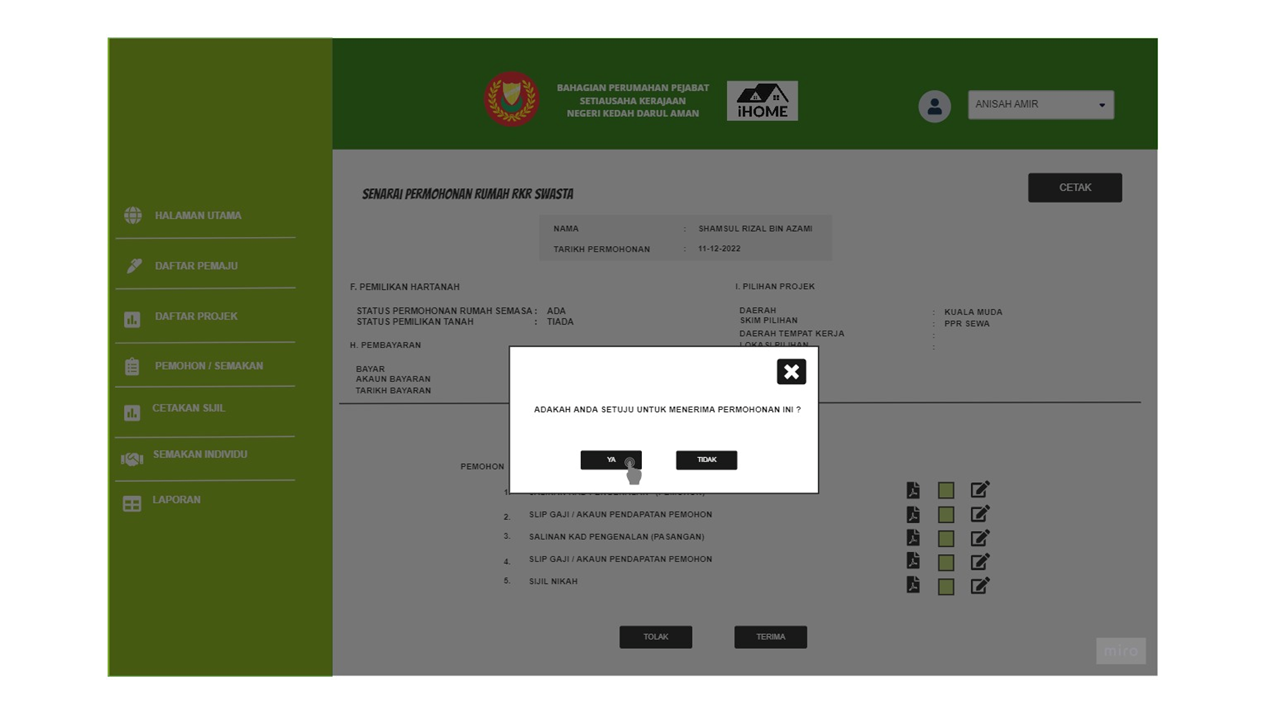 BAHAGIAN PERUMAHAN PEJABAT
SETIAUSAHA KERAJAAN
NEGERI KEDAH DARUL AMAN
iHOME
ANISAH AMIR
HALAMAN UTAMA
DAFTAR PEMAJU
DAFTAR PROJEK
PEMOHON / SEMAKAN
CETAKAN SIJIL
SEMAKAN INDIVIDU
LAPORAN
SENARAI PERMOHONAN RUMAH RKR SWASTA
CETAK
NAMA : SHAMSUL RIZAL BIN AZAMI
TARIKH PERMOHONAN : 11-12-2022
F. PEMILIKAN HARTANAH
STATUS PERMOHONAN RUMAH SEMASA : ADA
STATUS PEMILIKAN TANAH : TIADA
H. PEMBAYARAN
BAYAR
AKAUN BAYARAN
TARIKH BAYARAN
I. PILIHAN PROJEK
DAERAH : KUALA MUDA
SKIM PILIHAN : PPR SEWA
DAERAH TEMPAT KERJA :
LOKASI PILIHAN :
ADAKAH ANDA SETUJU UNTUK MENERIMA PERMOHONAN INI ?
YA
TIDAK
PEMOHON
1. SALINAN KAD PENGENALAN (PEMOHON)
2. SLIP GAJI / AKAUN PENDAPATAN PEMOHON
3. SALINAN KAD PENGENALAN (PASANGAN)
4. SLIP GAJI / AKAUN PENDAPATAN PEMOHON
5. SIJIL NIKAH
TOLAK
TERIMA
miro